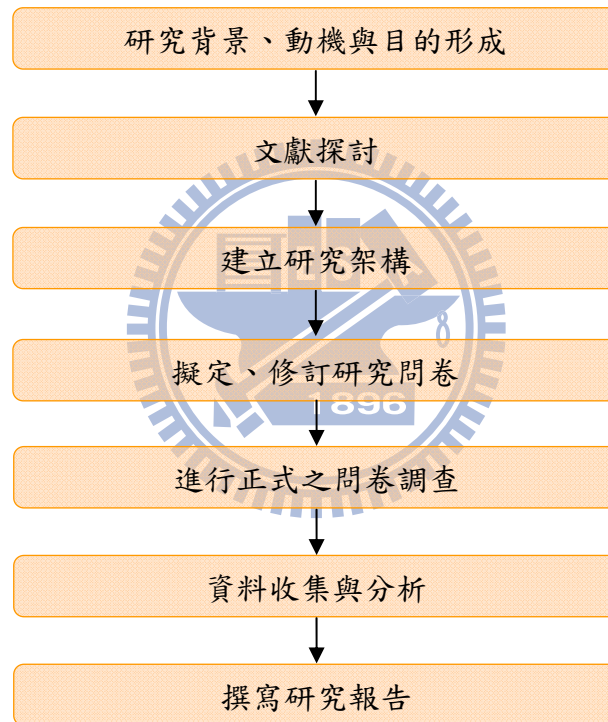 研究背景、動機與目的形成
文獻探討
建立研究架構
擬定、修訂研究問卷
1896
進行正式之問卷調查
資料收集與分析
撰寫研究報告